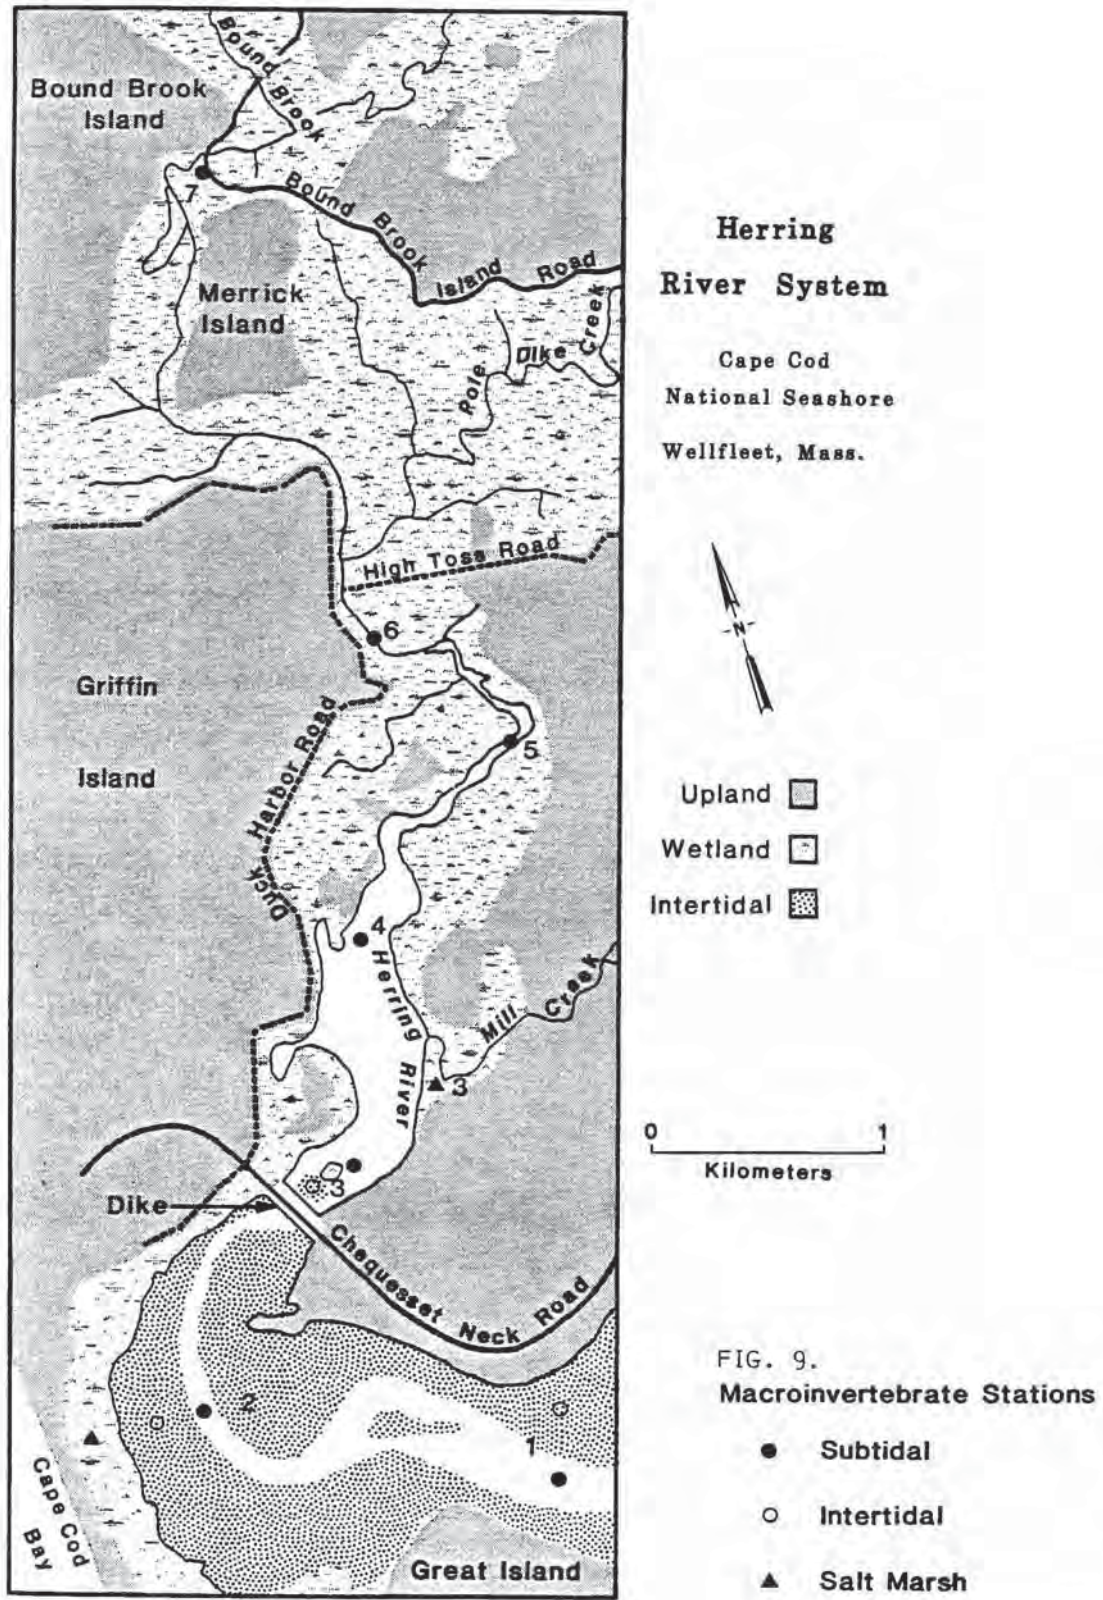 Bound Brook
Bound Brook
Island
7
Bound Brook Island Road
Merrick
Island
Pole Dike Creek
High Toss Road
6
Griffin
Island
Duck Harbor Road
5
4
Herring River
Mill Creek
3
3
Dike
Chequesset Neck Road
2
1
Cape Cod
Bay
Great Island
Herring
River System
Cape Cod
National Seashore
Wellfleet, Mass.
N
Upland
Wetland
Intertidal
0 1
Kilometers
FIG. 9.
Macroinvertebrate Stations
Subtidal
Intertidal
Salt Marsh